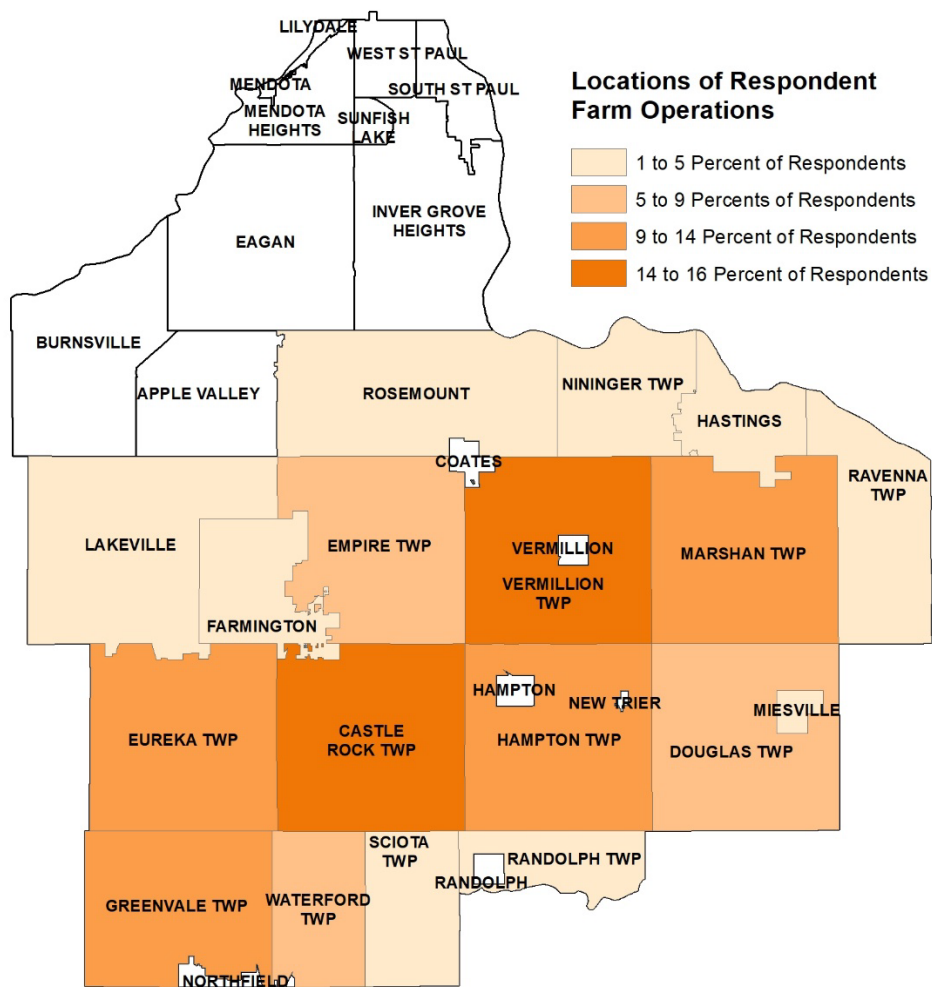 LILYDALE
WEST ST PAUL
MENDOTA
SOUTH ST PAUL
MENDOTA
HEIGHTS
SUNFISH
LAKE
Locations of Respondent
Farm Operations
1 to 5 Percent of Respondents
5 to 9 Percents of Respondents
9 to 14 Percent of Respondents
14 to 16 Percent of Respondents
INVER GROVE
HEIGHTS
EAGAN
BURNSVILLE
APPLE VALLEY
ROSEMOUNT
NININGER TWP
HASTINGS
COATES
RAVENNA
TWP
LAKEVILLE
EMPIRE TWP
VERMILLION
VERMILLION
TWP
MARSHAN TWP
FARMINGTON
HAMPTON
NEW TRIER
MIESVILLE
EUREKA TWP
CASTLE
ROCK TWP
HAMPTON TWP
DOUGLAS TWP
SCIOTA
TWP
RANDOLPH TWP
RANDOLPH
GREENVALE TWP
WATERFORD
TWP
NORTHFIELD